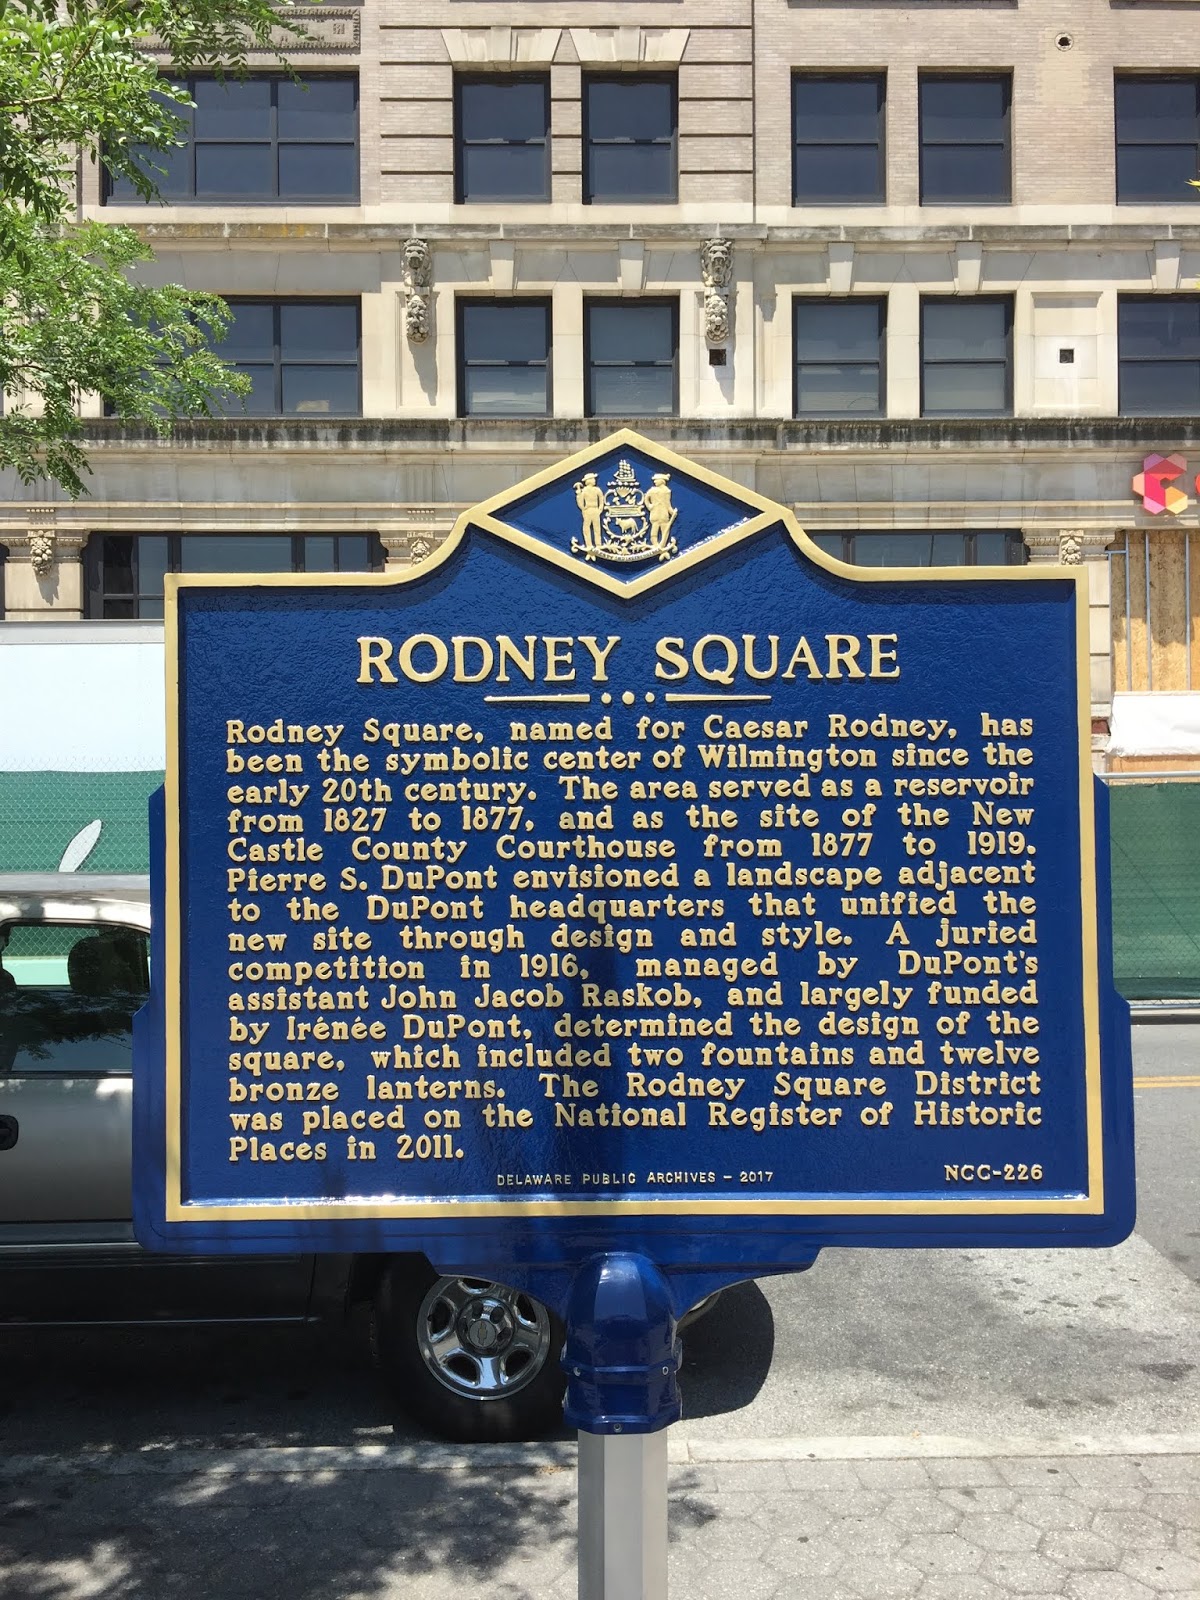 RODNEY SQUARE
Rodney Square, named for Caesar Rodney, has
been the symbolic center of Wilmington since the
early 20th century. The area served as a reservoir
from 1827 to 1877, and as the site of the New
Castle County Courthouse from 1877 to 1919.
Pierre S. DuPont envisioned a landscape adjacent
to the DuPont headquarters that unified the
new site through design and style. A juried
competition in 1916, managed by DuPont's
assistant John Jacob Raskob, and largely funded
by Irénée DuPont, determined the design of the
square, which included two fountains and twelve
bronze lanterns. The Rodney Square District
was placed on the National Register of Historic
Places in 2011.
DELAWARE PUBLIC ARCHIVES – 2017
NCC-226